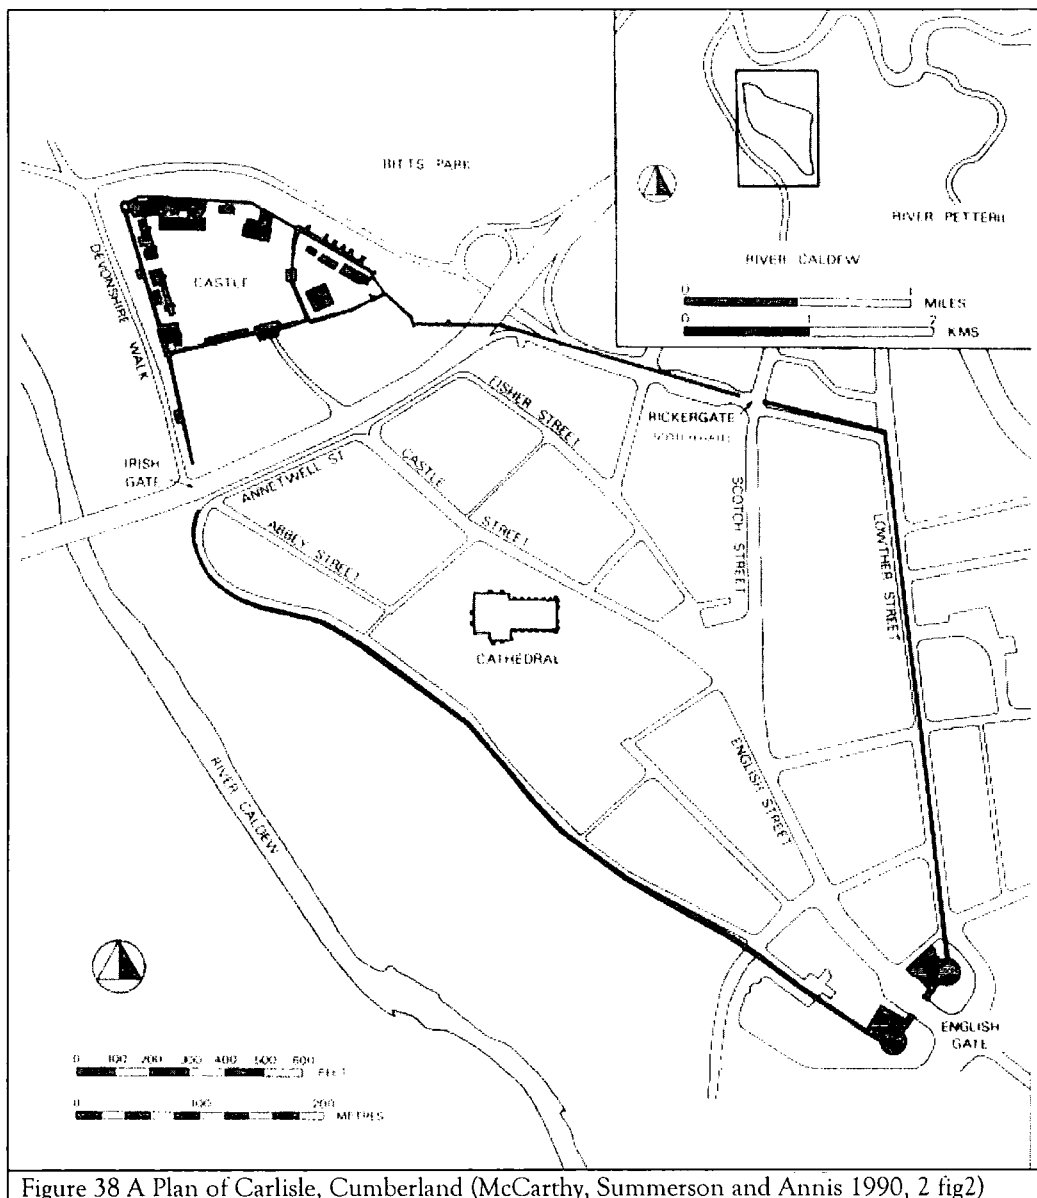 BITTS PARK
RIVER PETTERIL
RIVER CALDEW
0 1
MILES
0 1 2
KMS
DEVONSHIRE WALK
CASTLE
FISHER STREET
RICKERGATE
IRISH
GATE
ANNETWELL ST
CASTLE STREET
SCOTCH STREET
LOWTHER STREET
ABBEY STREET
CATHEDRAL
ENGLISH STREET
RIVER CALDEW
ENGLISH
GATE
0 100 200 300 400 500 600
FEET
0 100 200
METRES
Figure 38 A Plan of Carlisle, Cumberland (McCarthy, Summerson and Annis 1990, 2 fig2)